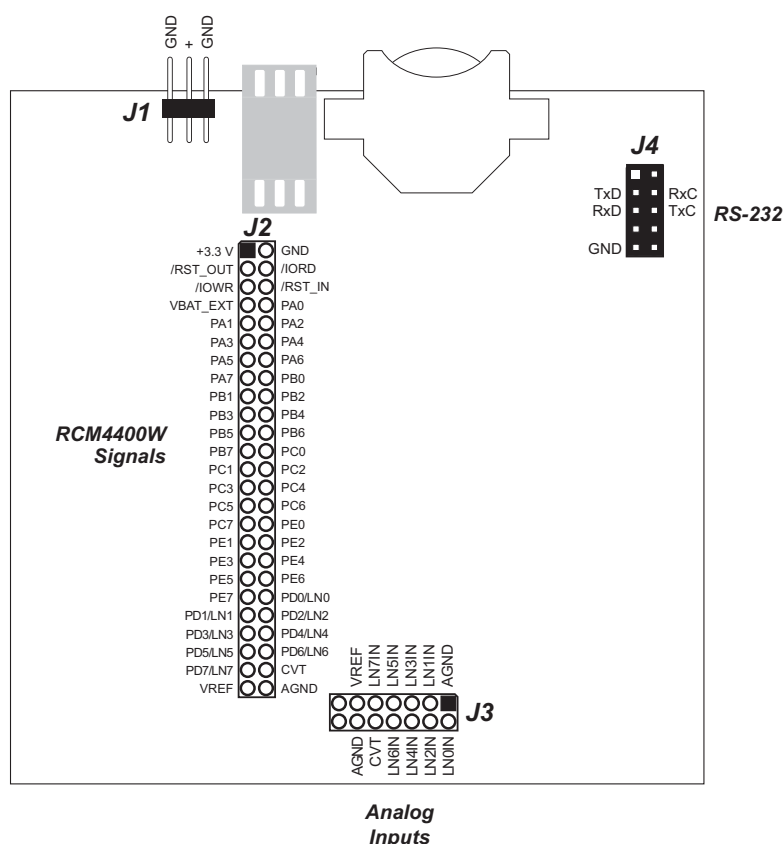 GND + GND
J1
J4
TxD RxC
RxD TxC
GND
RS-232
J2
+3.3 V GND
/RST_OUT /IORD
/IOWR /RST_IN
VBAT_EXT PA0
PA1 PA2
PA3 PA4
PA5 PA6
PA7 PB0
PB1 PB2
PB3 PB4
PB5 PB6
PB7 PC0
PC1 PC2
PC3 PC4
PC5 PC6
PC7 PE0
PE1 PE2
PE3 PE4
PE5 PE6
PE7 PD0/LN0
PD1/LN1 PD2/LN2
PD3/LN3 PD4/LN4
PD5/LN5 PD6/LN6
PD7/LN7 CVT
VREF AGND
RCM4400W
Signals
VREF LN7IN LN5IN LN3IN LN1IN AGND
J3
AGND CVT LN6IN LN4IN LN2IN LN0IN
Analog
Inputs